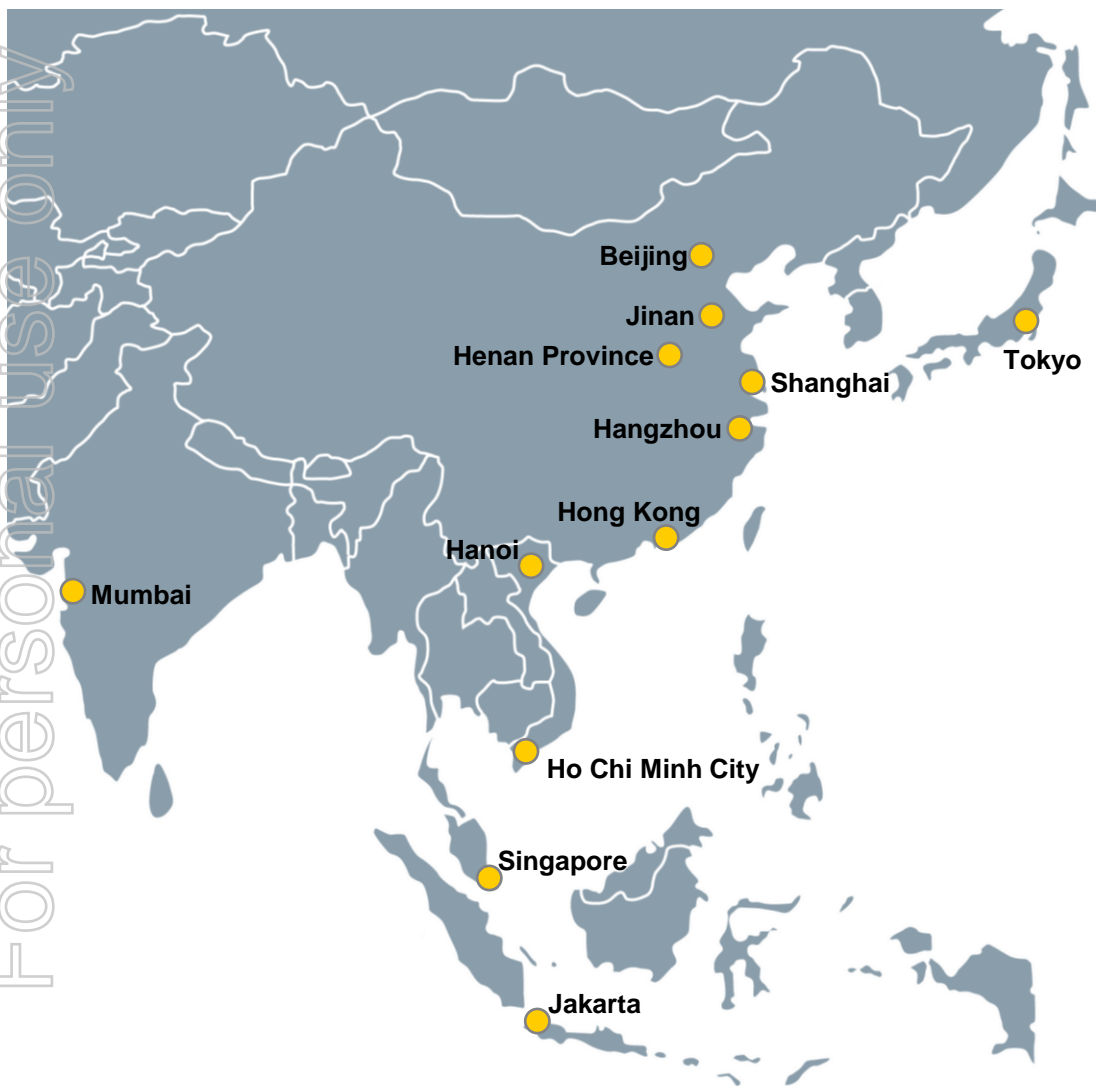 For personal use only
Beijing
Jinan
Henan Province
Tokyo
Shanghai
Hangzhou
Hong Kong
Hanoi
Mumbai
Ho Chi Minh City
Singapore
Jakarta